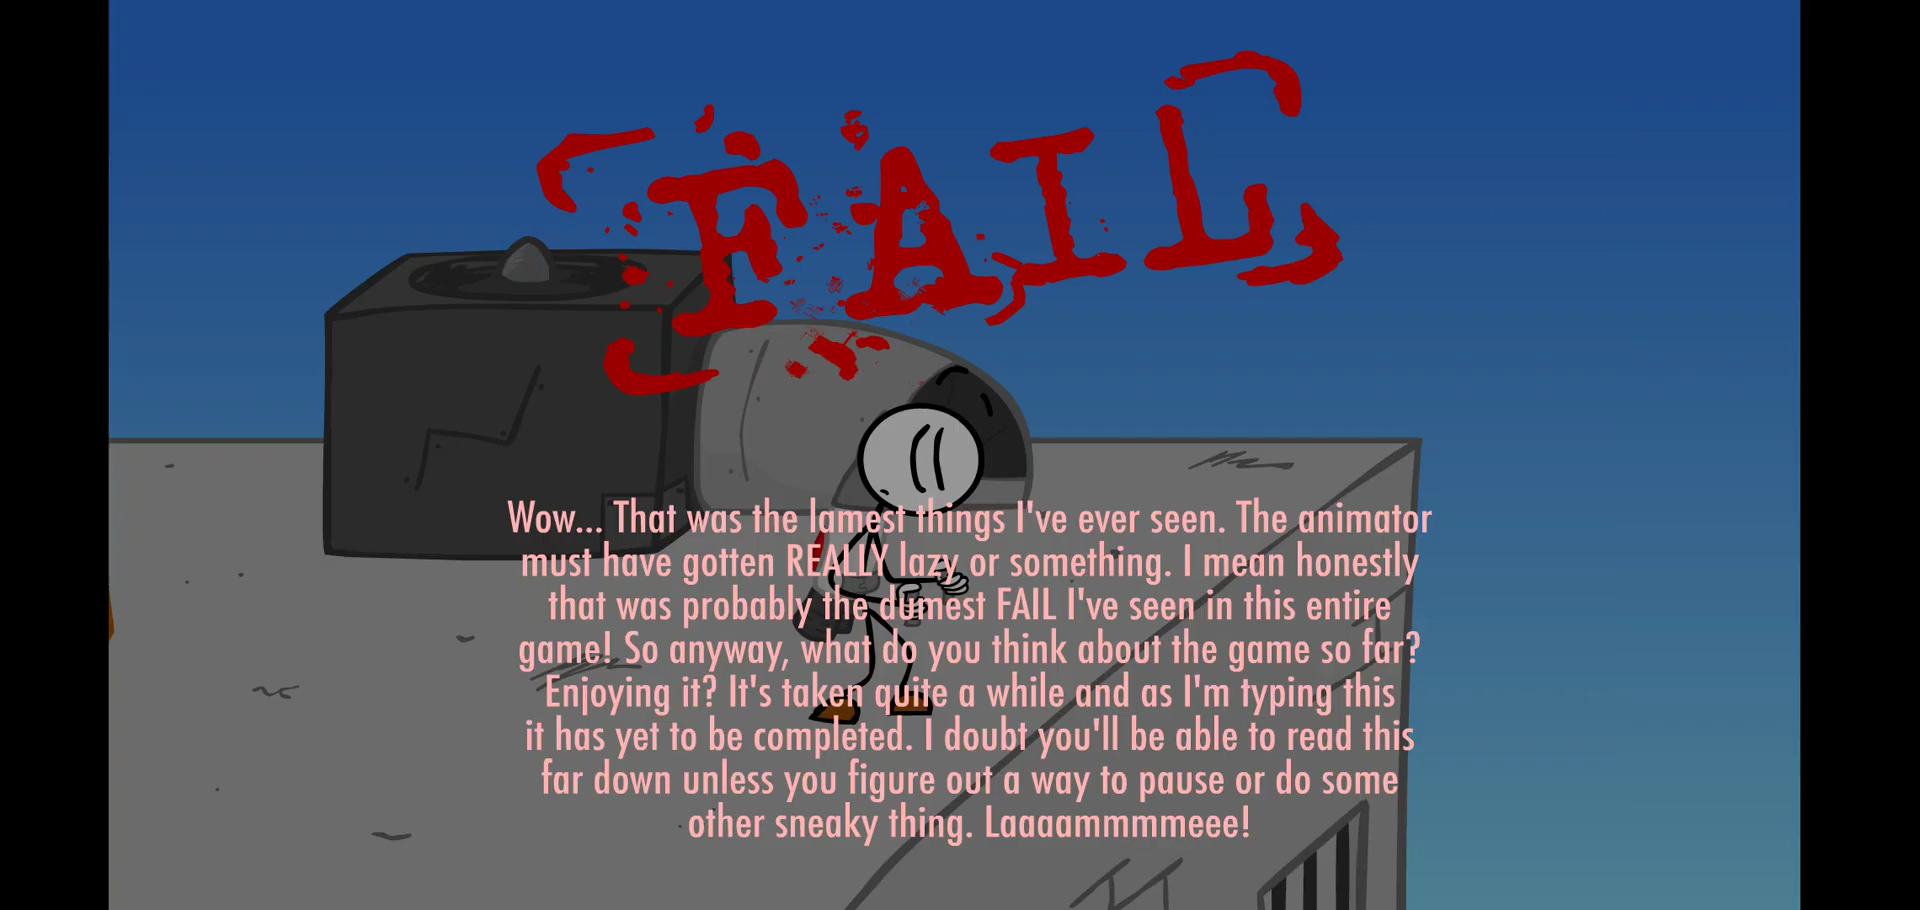 FAIL
Wow... That was the lamest things I've ever seen. The animator
must have gotten REALLY lazy or something. I mean honestly
that was probably the dumest FAIL I've seen in this entire
game! So anyway, what do you think about the game so far?
Enjoying it? It's taken quite a while and as I'm typing this
it has yet to be completed. I doubt you'll be able to read this
far down unless you figure out a way to pause or do some
other sneaky thing. Laaaammmmeee!